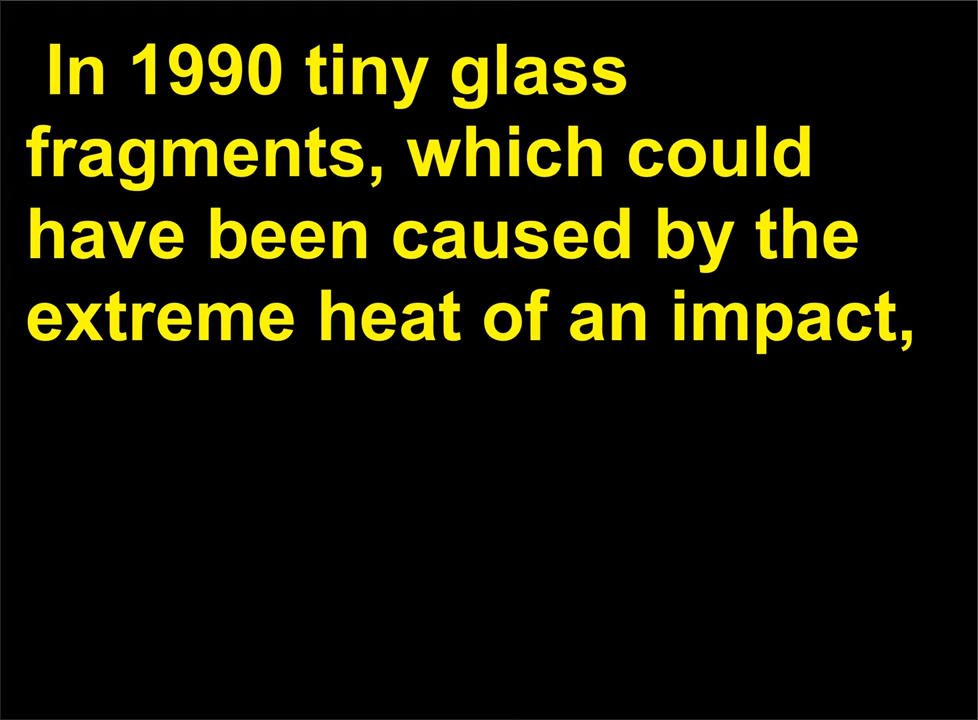 In 1990 tiny glass
fragments, which could
have been caused by the
extreme heat of an impact,